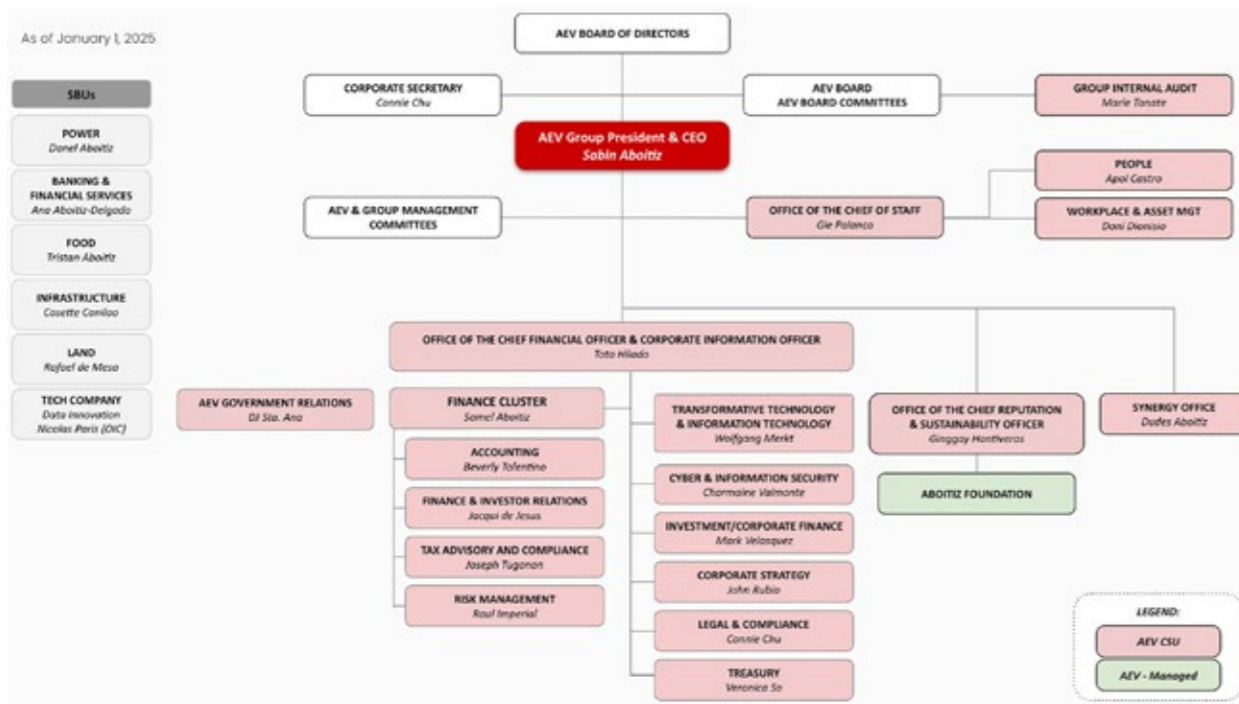 As of January 1, 2025
AEV BOARD OF DIRECTORS
SBUs
CORPORATE SECRETARY
Connie Chu
AEV BOARD
AEV BOARD COMMITTEES
GROUP INTERNAL AUDIT
Marie Tanate
POWER
Danel Aboitiz
AEV Group President & CEO
Sabin Aboitiz
PEOPLE
Apol Castro
BANKING &
FINANCIAL SERVICES
Ana Aboitiz-Delgado
AEV & GROUP MANAGEMENT
COMMITTEES
OFFICE OF THE CHIEF OF STAFF
Gie Palanca
WORKPLACE & ASSET MGT
Doni Dionisio
FOOD
Tristan Aboitiz
INFRASTRUCTURE
Cosette Canilao
LAND
Rafael de Mesa
TECH COMPANY
Data Innovation
Nicolas Paris (OIC)
OFFICE OF THE CHIEF FINANCIAL OFFICER & CORPORATE INFORMATION OFFICER
Toto Hilado
AEV GOVERNMENT RELATIONS
DJ Sta. Ana
FINANCE CLUSTER
Samel Aboitiz
ACCOUNTING
Beverly Tolentino
FINANCE & INVESTOR RELATIONS
Jacqui de Jesus
TAX ADVISORY AND COMPLIANCE
Joseph Tugonon
RISK MANAGEMENT
Raul Imperial
TRANSFORMATIVE TECHNOLOGY
& INFORMATION TECHNOLOGY
Wolfgang Merkt
CYBER & INFORMATION SECURITY
Charmaine Valmonte
INVESTMENT/CORPORATE FINANCE
Mark Velasquez
CORPORATE STRATEGY
John Rubio
LEGAL & COMPLIANCE
Connie Chu
TREASURY
Veronica So
OFFICE OF THE CHIEF REPUTATION
& SUSTAINABILITY OFFICER
Ginggay Hontiveros
ABOITIZ FOUNDATION
SYNERGY OFFICE
Dudes Aboitiz
LEGEND:
AEV CSU
AEV - Managed